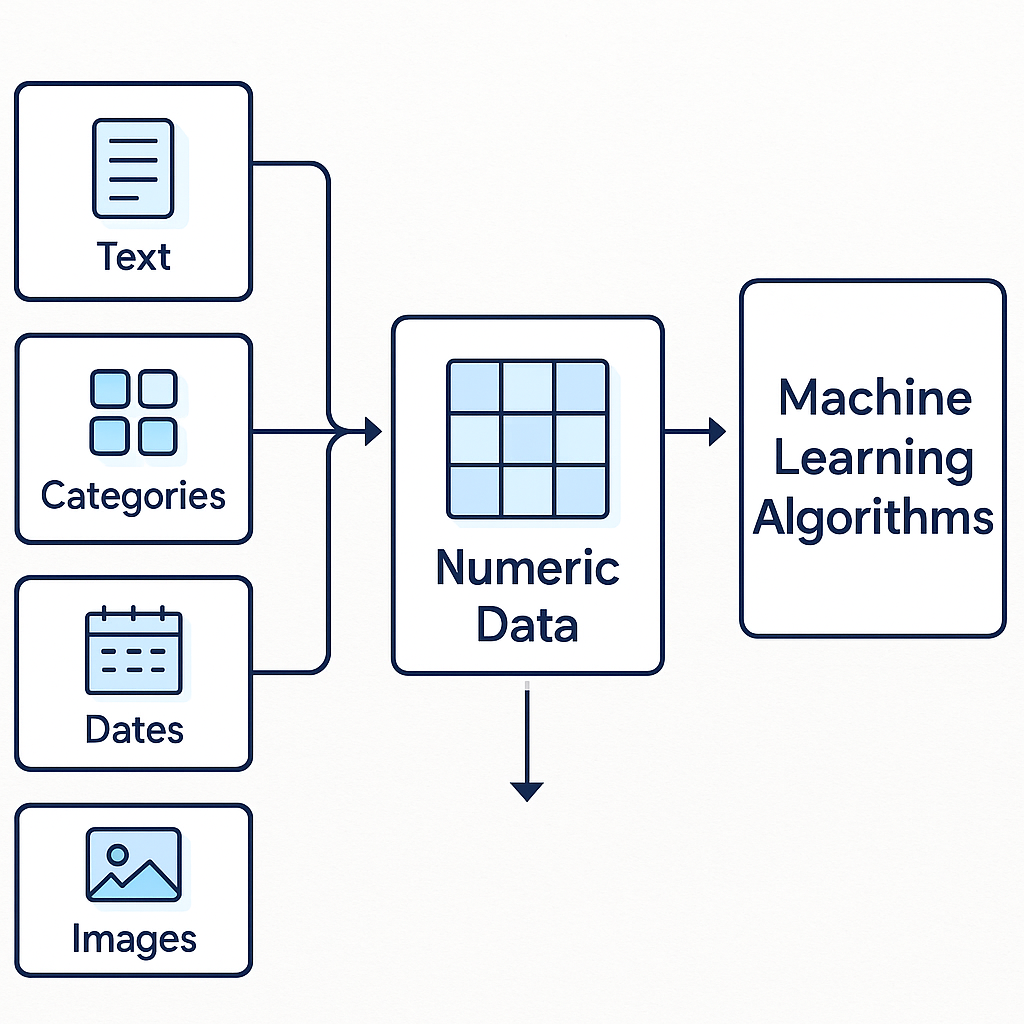 Text
Categories
Dates
Images
Numeric
Data
Machine
Learning
Algorithms